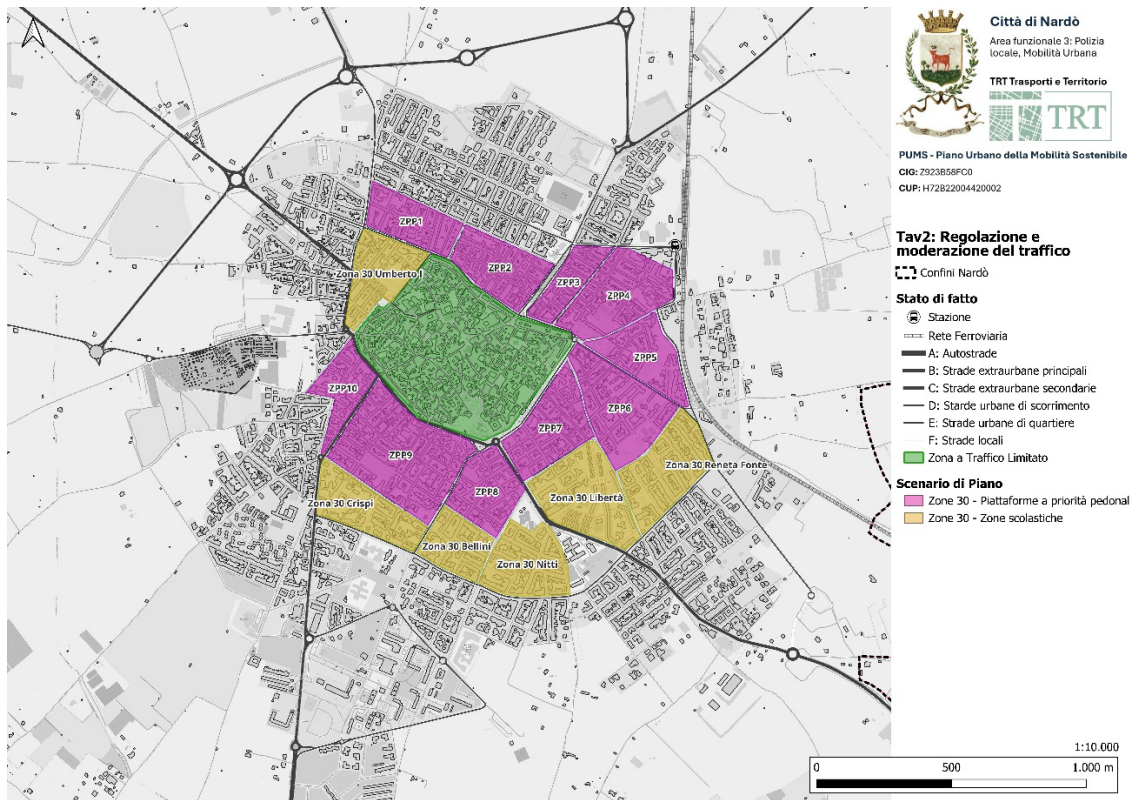 Città di Nardò
Area funzionale 3: Polizia
locale, Mobilità Urbana
TRT Trasporti e Territorio
TRT
PUMS - Piano Urbano della Mobilità Sostenibile
CIG: Z923B58FC0
CUP: H72B22004420002
Tav2: Regolazione e
moderazione del traffico
Confini Nardò
Stato di fatto
Stazione
Rete Ferroviaria
A: Autostrade
B: Strade extraurbane principali
C: Strade extraurbane secondarie
D: Starde urbane di scorrimento
E: Strade urbane di quartiere
F: Strade locali
Zona a Traffico Limitato
Scenario di Piano
Zone 30 - Piattaforme a priorità pedonal
Zone 30 - Zone scolastiche
ZPP1
ZPP2
Zona 30 Umberto I
ZPP3
ZPP4
ZPP5
ZPP10
ZPP6
ZPP7
ZPP9
Zona 30 Reneta Fonte
ZPP8
Zona 30 Libertà
Zona 30 Crispi
Zona 30 Bellini
Zona 30 Nitti
1:10.000
0 500 1.000 m